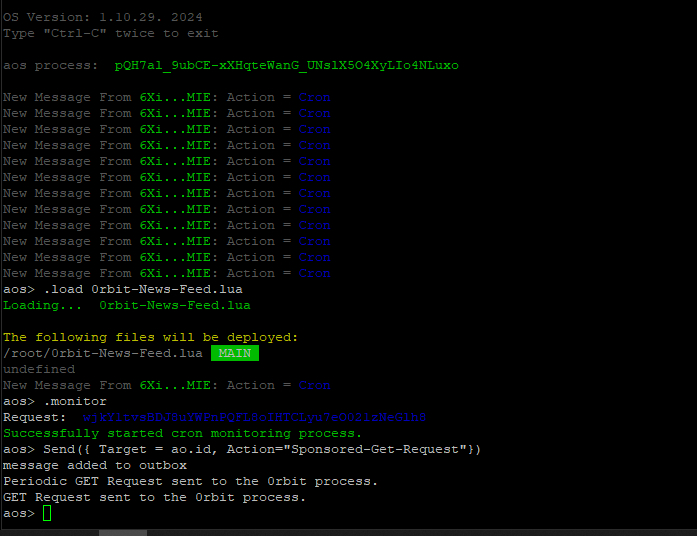 OS Version: 1.10.29. 2024
Type "Ctrl-C" twice to exit
aos process:
New Message From 6Xi...MIE: Action = Cron
New Message From 6Xi...MIE: Action = Cron
New Message From 6Xi...MIE: Action = Cron
New Message From 6Xi...MIE: Action = Cron
New Message From 6Xi...MIE: Action = Cron
New Message From 6Xi...MIE: Action = Cron
New Message From 6Xi...MIE: Action = Cron
New Message From 6Xi...MIE: Action = Cron
New Message From 6Xi...MIE: Action = Cron
New Message From 6Xi...MIE: Action = Cron
New Message From 6Xi...MIE: Action = Cron
New Message From 6Xi...MIE: Action = Cron
aos> .load 0rbit-News-Feed.lua
Loading... 0rbit-News-Feed.lua
The following files will be deployed:
/root/0rbit-News-Feed.lua MAIN
undefined
New Message From 6Xi...MIE: Action = Cron
aos> .monitor
Request:
Successfully started cron monitoring process.
aos> Send({ Target = ao.id, Action="Sponsored-Get-Request"})
message added to outbox
Periodic GET Request sent to the 0rbit process.
GET Request sent to the 0rbit process.
aos>